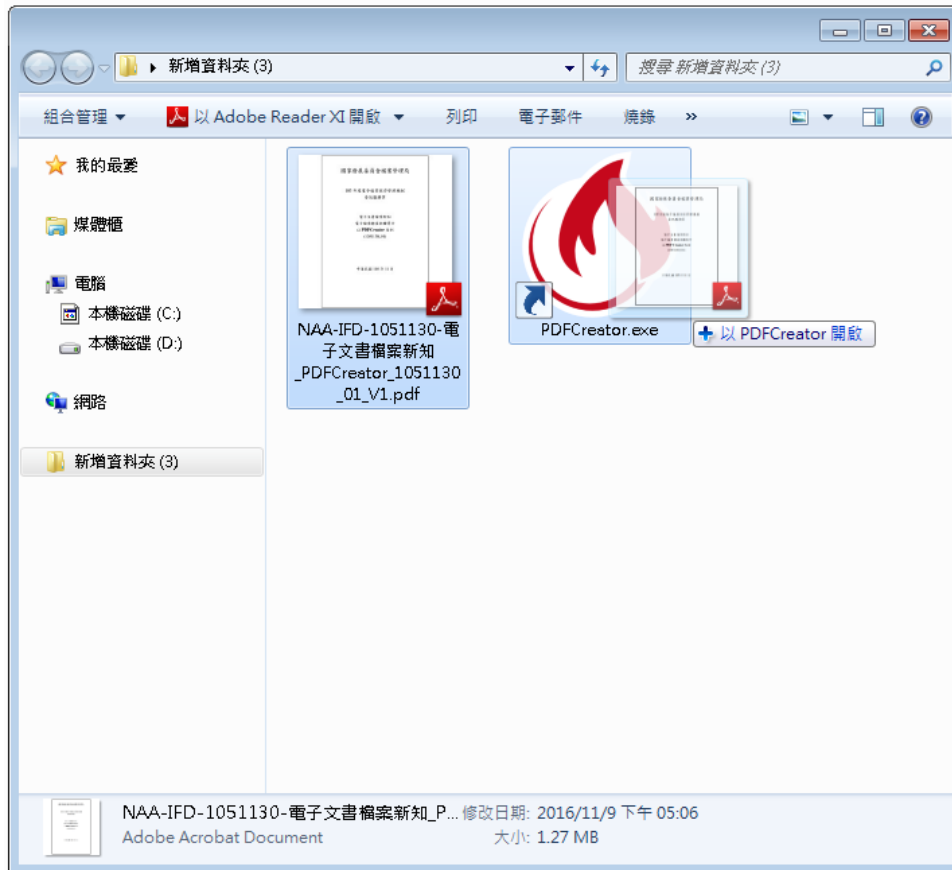 新增資料夾 (3)
搜尋 新增資料夾 (3)
組合管理
以 Adobe Reader XI 開啟
列印
電子郵件
燒錄
»
我的最愛
媒體櫃
電腦
本機磁碟 (C:)
本機磁碟 (D:)
網路
新增資料夾 (3)
NAA-IFD-1051130-電
子文書檔案新知
_PDFCreator_1051130
_01_V1.pdf
PDFCreator.exe
以 PDFCreator 開啟
NAA-IFD-1051130-電子文書檔案新知_P... 修改日期: 2016/11/9 下午 05:06
Adobe Acrobat Document 大小: 1.27 MB